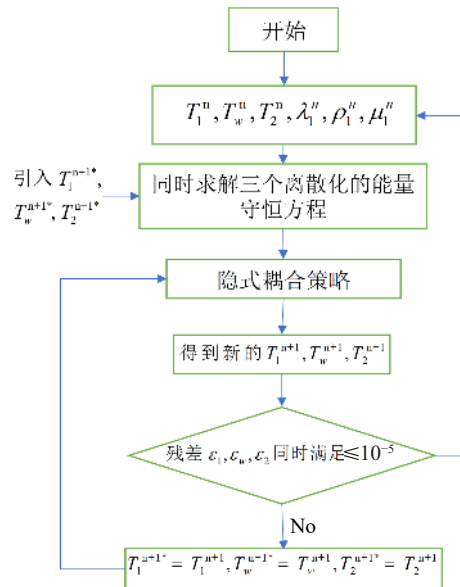 开始
T₁ⁿ, T_wⁿ, T₂ⁿ, λ₁ⁿ, ρ₁ⁿ, μ₁ⁿ
引入 T₁ⁿ⁺¹*,
T_wⁿ⁺¹*, T₂ⁿ⁺¹*
同时求解三个离散化的能量
守恒方程
隐式耦合策略
得到新的 T₁ⁿ⁺¹, T_wⁿ⁺¹, T₂ⁿ⁺¹
残差 ε₁, ε_w, ε₂ 同时满足≤10⁻⁵
No
T₁ⁿ⁺¹* = T₁ⁿ⁺¹, T_wⁿ⁺¹* = T_wⁿ⁺¹, T₂ⁿ⁺¹* = T₂ⁿ⁺¹